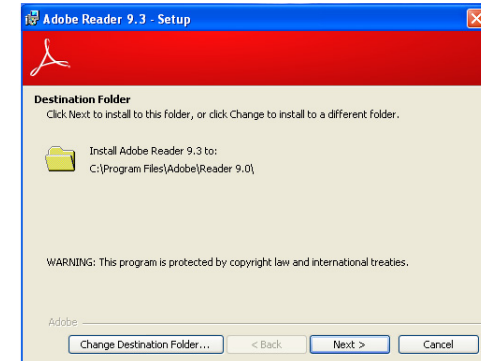 Adobe Reader 9.3 - Setup
Destination Folder
Click Next to install to this folder, or click Change to install to a different folder.
Install Adobe Reader 9.3 to:
C:\Program Files\Adobe\Reader 9.0\
WARNING: This program is protected by copyright law and international treaties.
Adobe
Change Destination Folder... < Back Next > Cancel